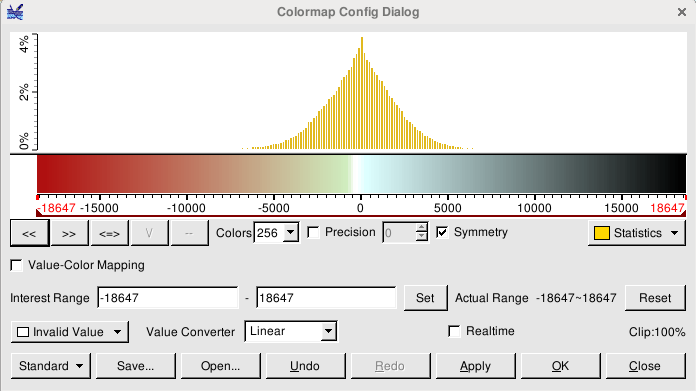 Colormap Config Dialog
4%
2%
0%
-18647 -15000 -10000 -5000 0 5000 10000 15000 18647
<< >> <=> V -- Colors 256 Precision 0 Symmetry Statistics
Value-Color Mapping
Interest Range -18647 - 18647 Set Actual Range -18647~18647 Reset
Invalid Value Value Converter Linear Realtime Clip:100%
Standard Save... Open... Undo Redo Apply OK Close